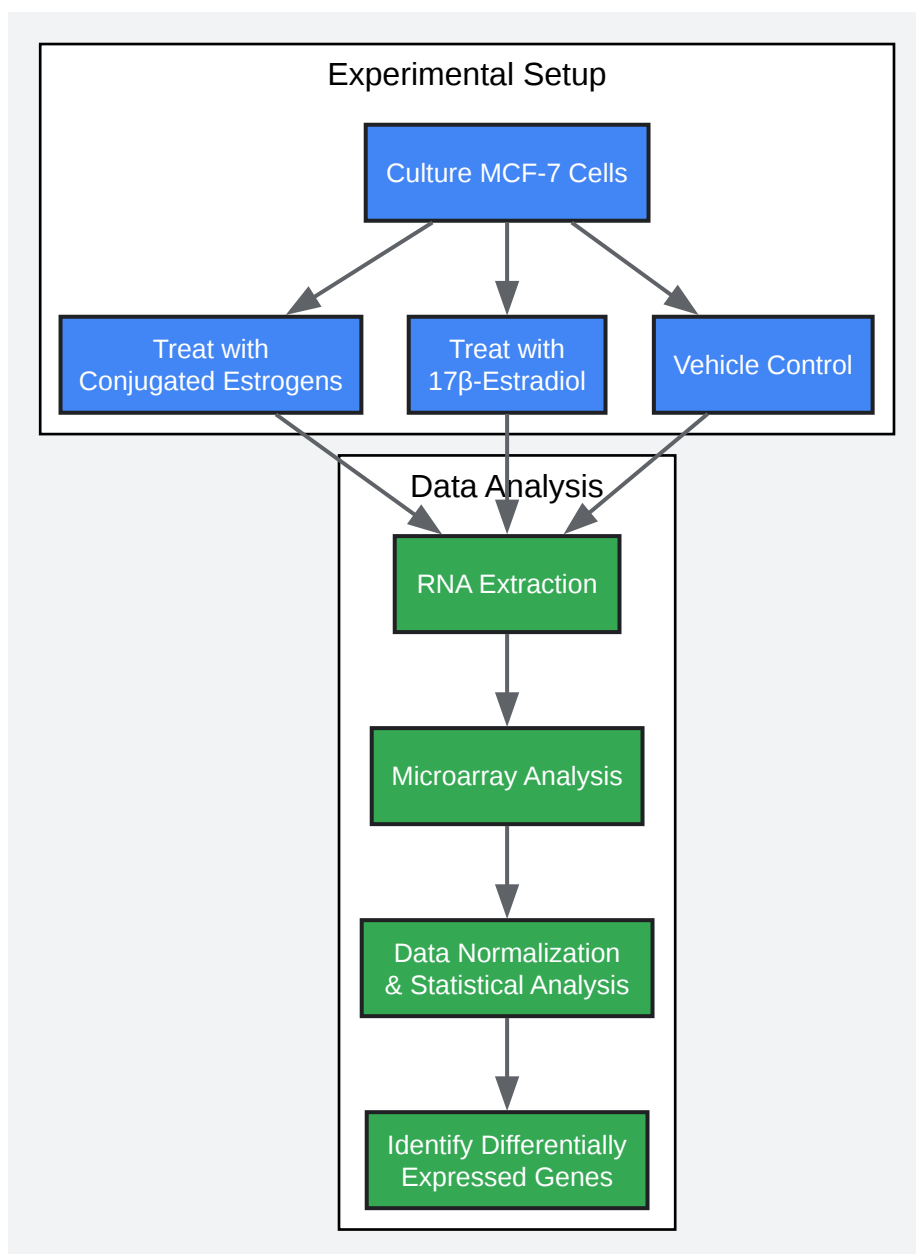 Experimental Setup
Culture MCF-7 Cells
Treat with
Conjugated Estrogens
Treat with
17β-Estradiol
Vehicle Control
Data Analysis
RNA Extraction
Microarray Analysis
Data Normalization
& Statistical Analysis
Identify Differentially
Expressed Genes